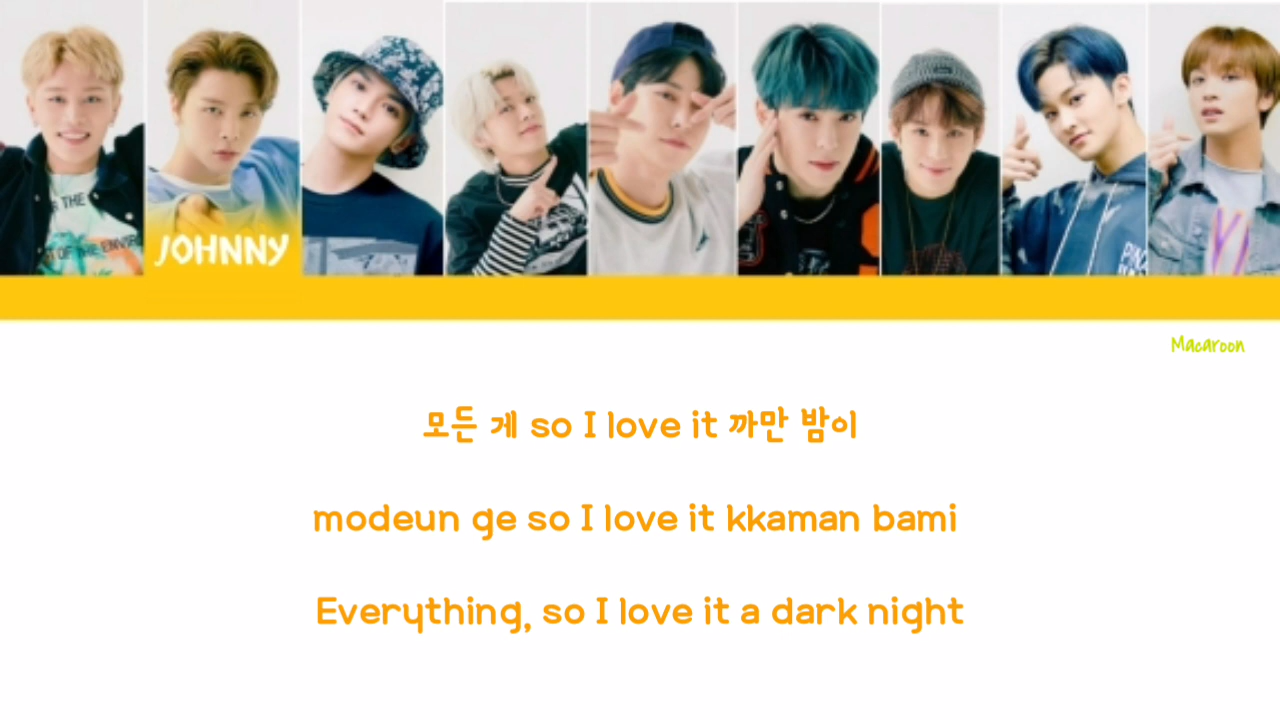 JOHNNY
Macaroon
모든 게 so I love it 까만 밤이
modeun ge so I love it kkaman bami
Everything, so I love it a dark night